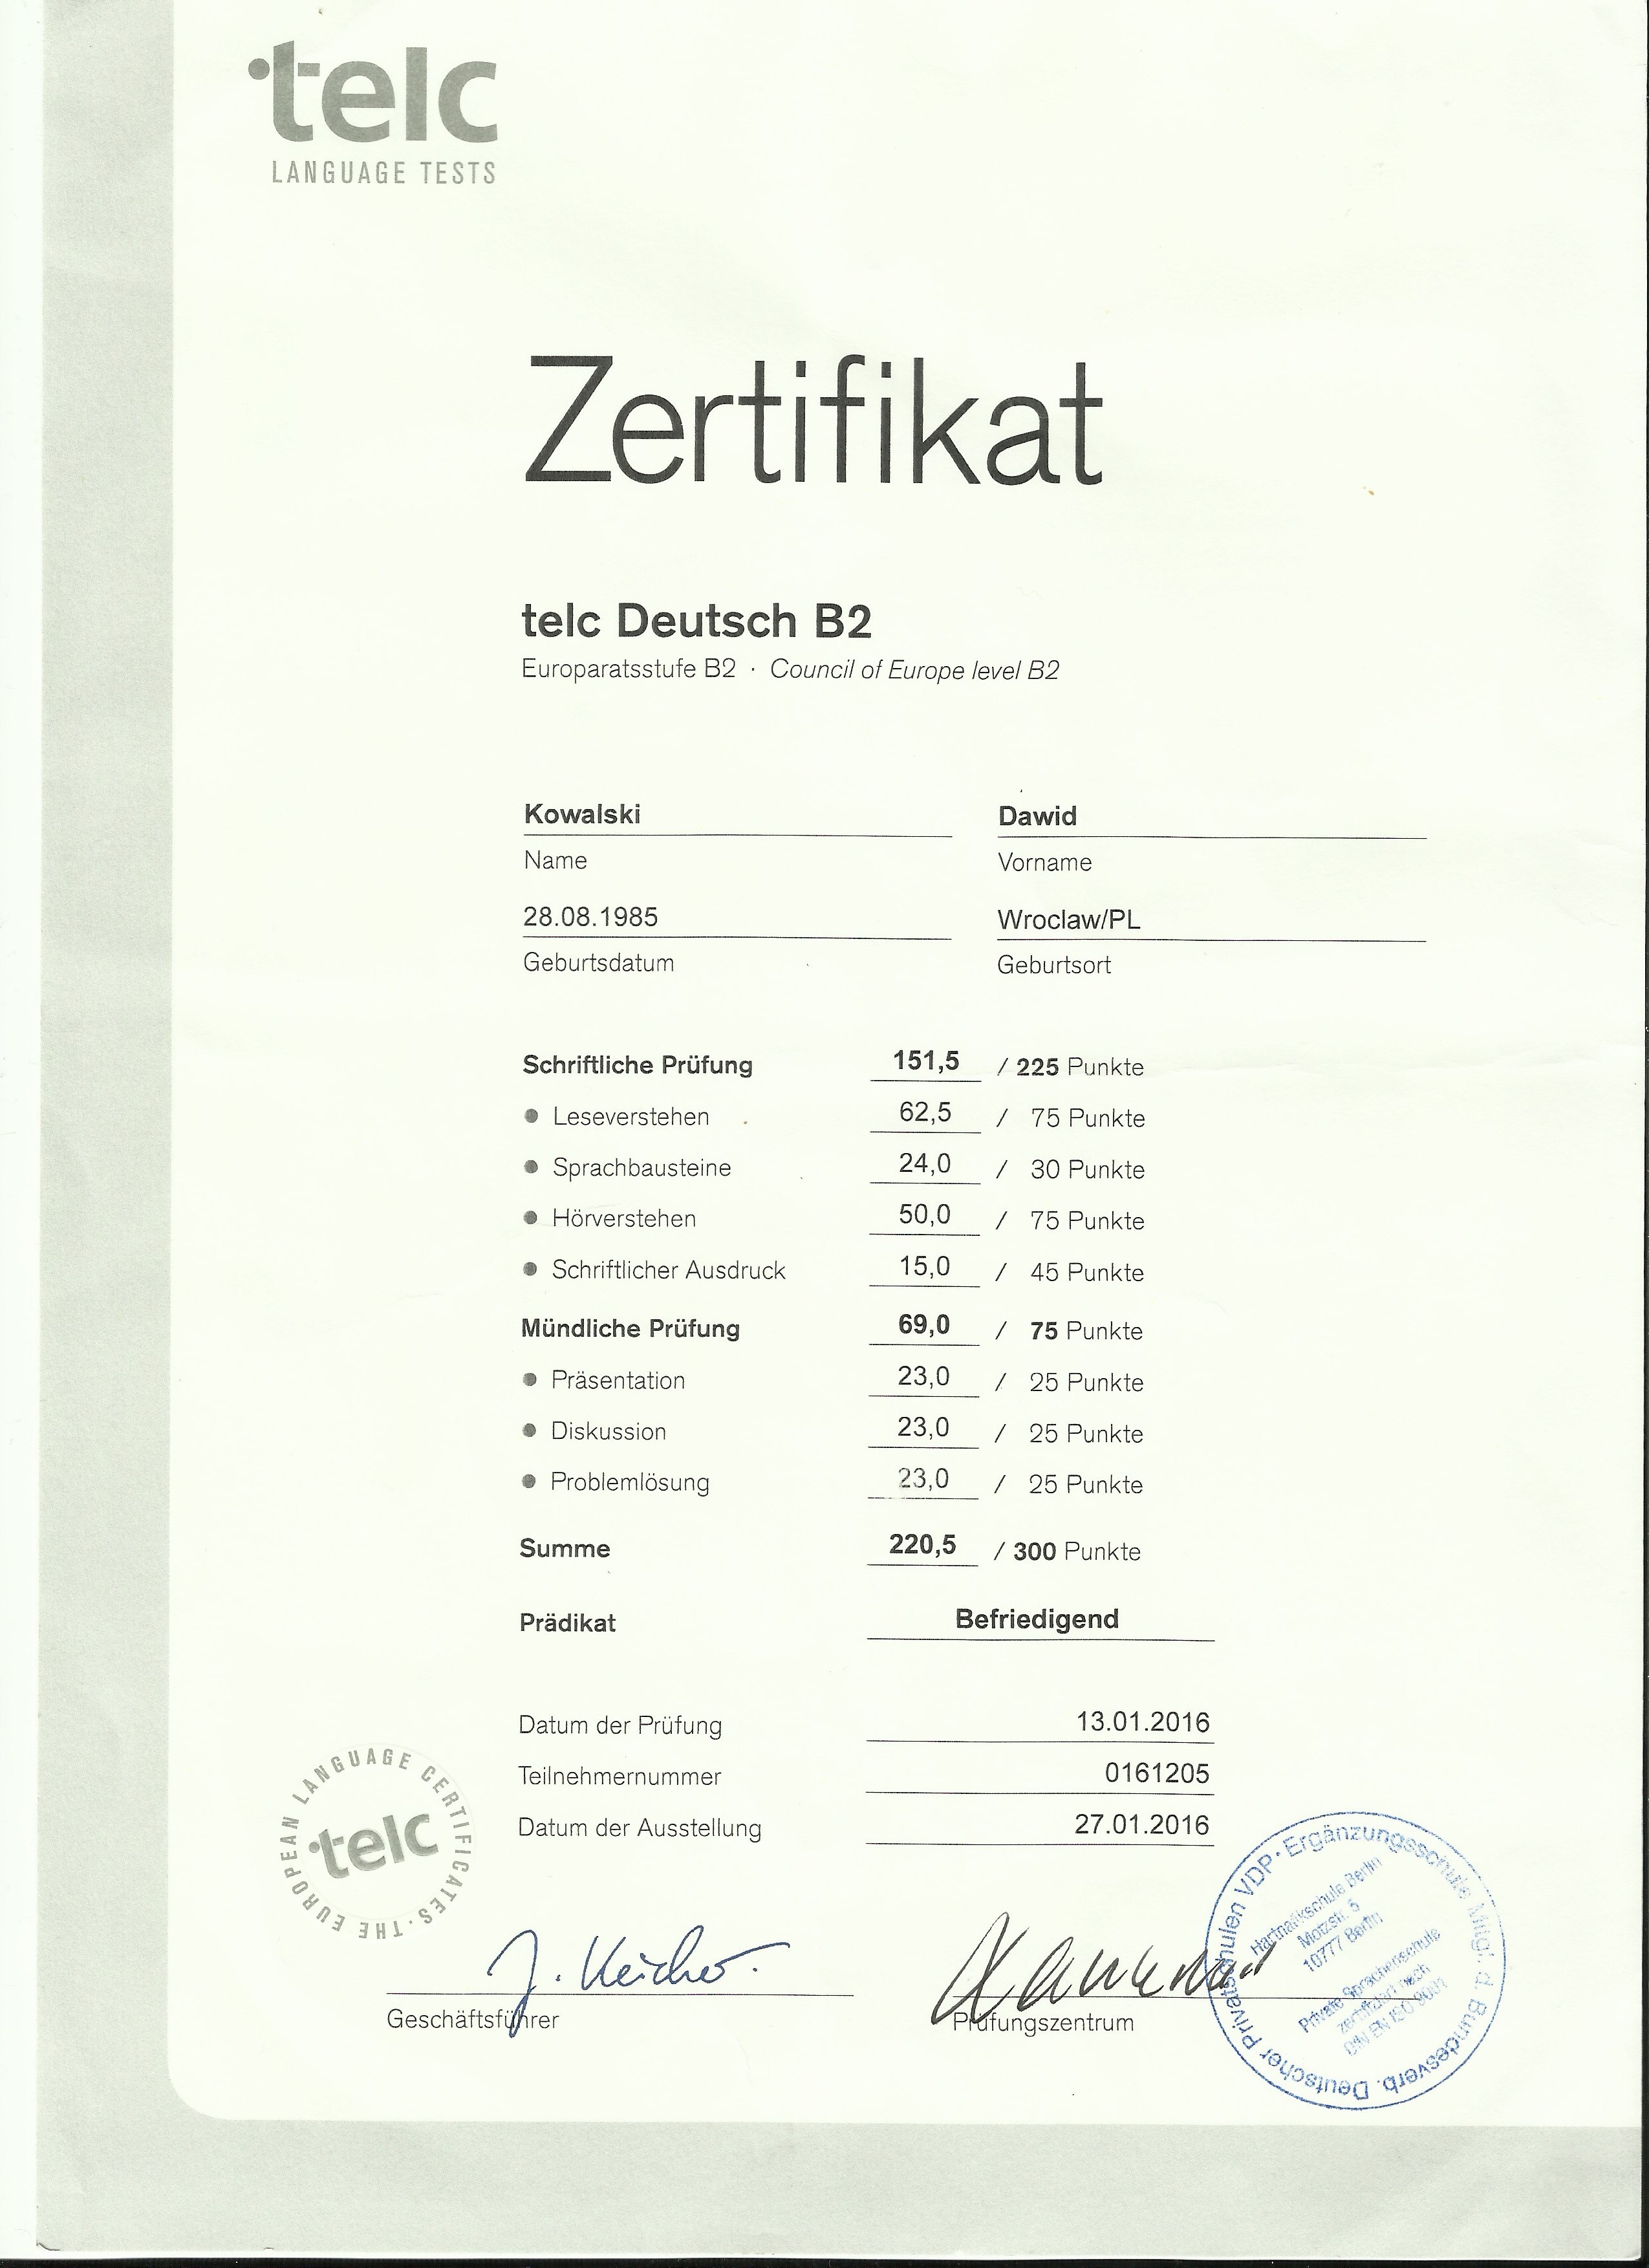 telc
LANGUAGE TESTS
Zertifikat
telc Deutsch B2
Europaratsstufe B2 · Council of Europe level B2
Kowalski Dawid
Name Vorname
28.08.1985 Wroclaw/PL
Geburtsdatum Geburtsort
Schriftliche Prüfung 151,5 / 225 Punkte
● Leseverstehen 62,5 / 75 Punkte
● Sprachbausteine 24,0 / 30 Punkte
● Hörverstehen 50,0 / 75 Punkte
● Schriftlicher Ausdruck 15,0 / 45 Punkte
Mündliche Prüfung 69,0 / 75 Punkte
● Präsentation 23,0 / 25 Punkte
● Diskussion 23,0 / 25 Punkte
● Problemlösung 23,0 / 25 Punkte
Summe 220,5 / 300 Punkte
Prädikat Befriedigend
Datum der Prüfung 13.01.2016
Teilnehmernummer 0161205
Datum der Ausstellung 27.01.2016
THE EUROPEAN LANGUAGE CERTIFICATES ·
telc
Geschäftsführer Prüfungszentrum
Ergänzungsschule Mitg. d. Bundesverb. Deutscher Privatschulen VDP ·
Hartnackschule Berlin
Motzstr. 5
10777 Berlin
Private Sprachenschule
zertifiziert nach
DIN EN ISO 9001